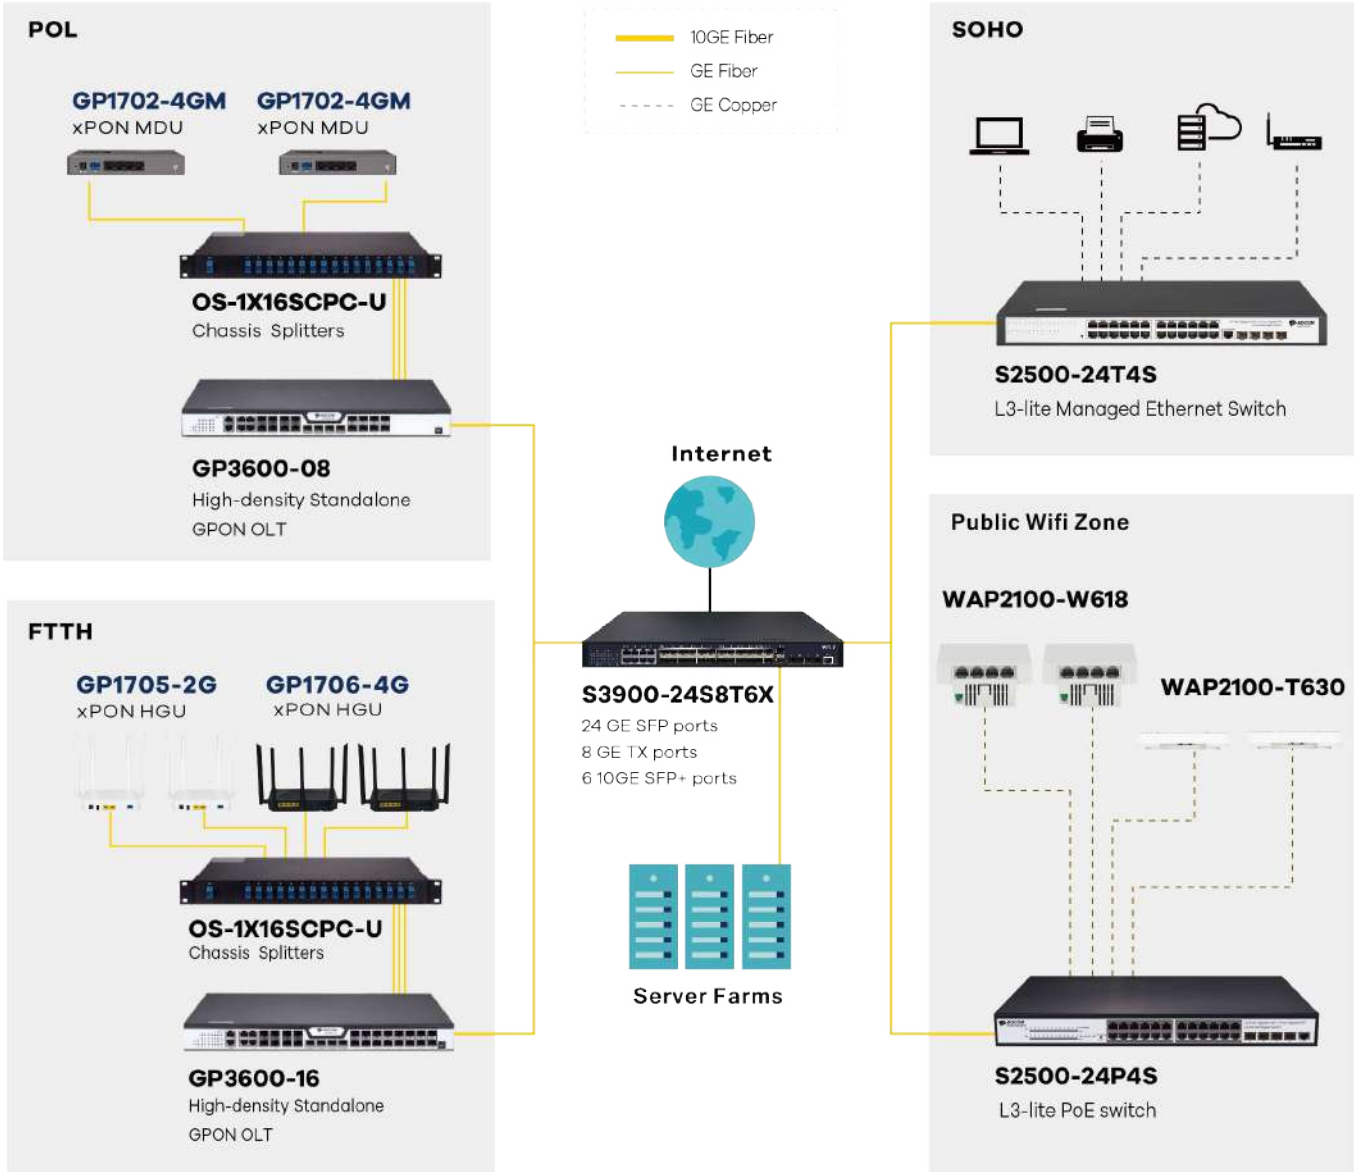 POL
GP1702-4GM
xPON MDU
GP1702-4GM
xPON MDU
OS-1X16SCPC-U
Chassis Splitters
GP3600-08
High-density Standalone
GPON OLT
FTTH
GP1705-2G
xPON HGU
GP1706-4G
xPON HGU
OS-1X16SCPC-U
Chassis Splitters
GP3600-16
High-density Standalone
GPON OLT
10GE Fiber
GE Fiber
GE Copper
Internet
S3900-24S8T6X
24 GE SFP ports
8 GE TX ports
6 10GE SFP+ ports
Server Farms
SOHO
S2500-24T4S
L3-lite Managed Ethernet Switch
Public Wifi Zone
WAP2100-W618
WAP2100-T630
S2500-24P4S
L3-lite PoE switch